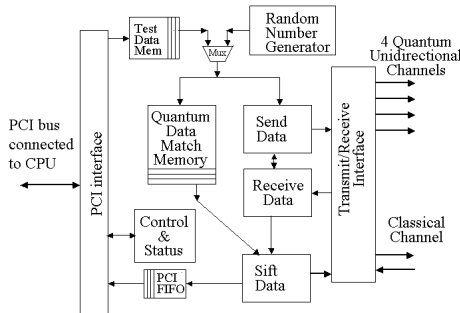 Test
Data
Mem
Mux
Random
Number
Generator
4 Quantum
Unidirectional
Channels
PCI bus
connected
to CPU
PCI interface
Quantum
Data
Match
Memory
Send
Data
Receive
Data
Transmit/Receive
Interface
Control
&
Status
Classical
Channel
PCI
FIFO
Sift
Data